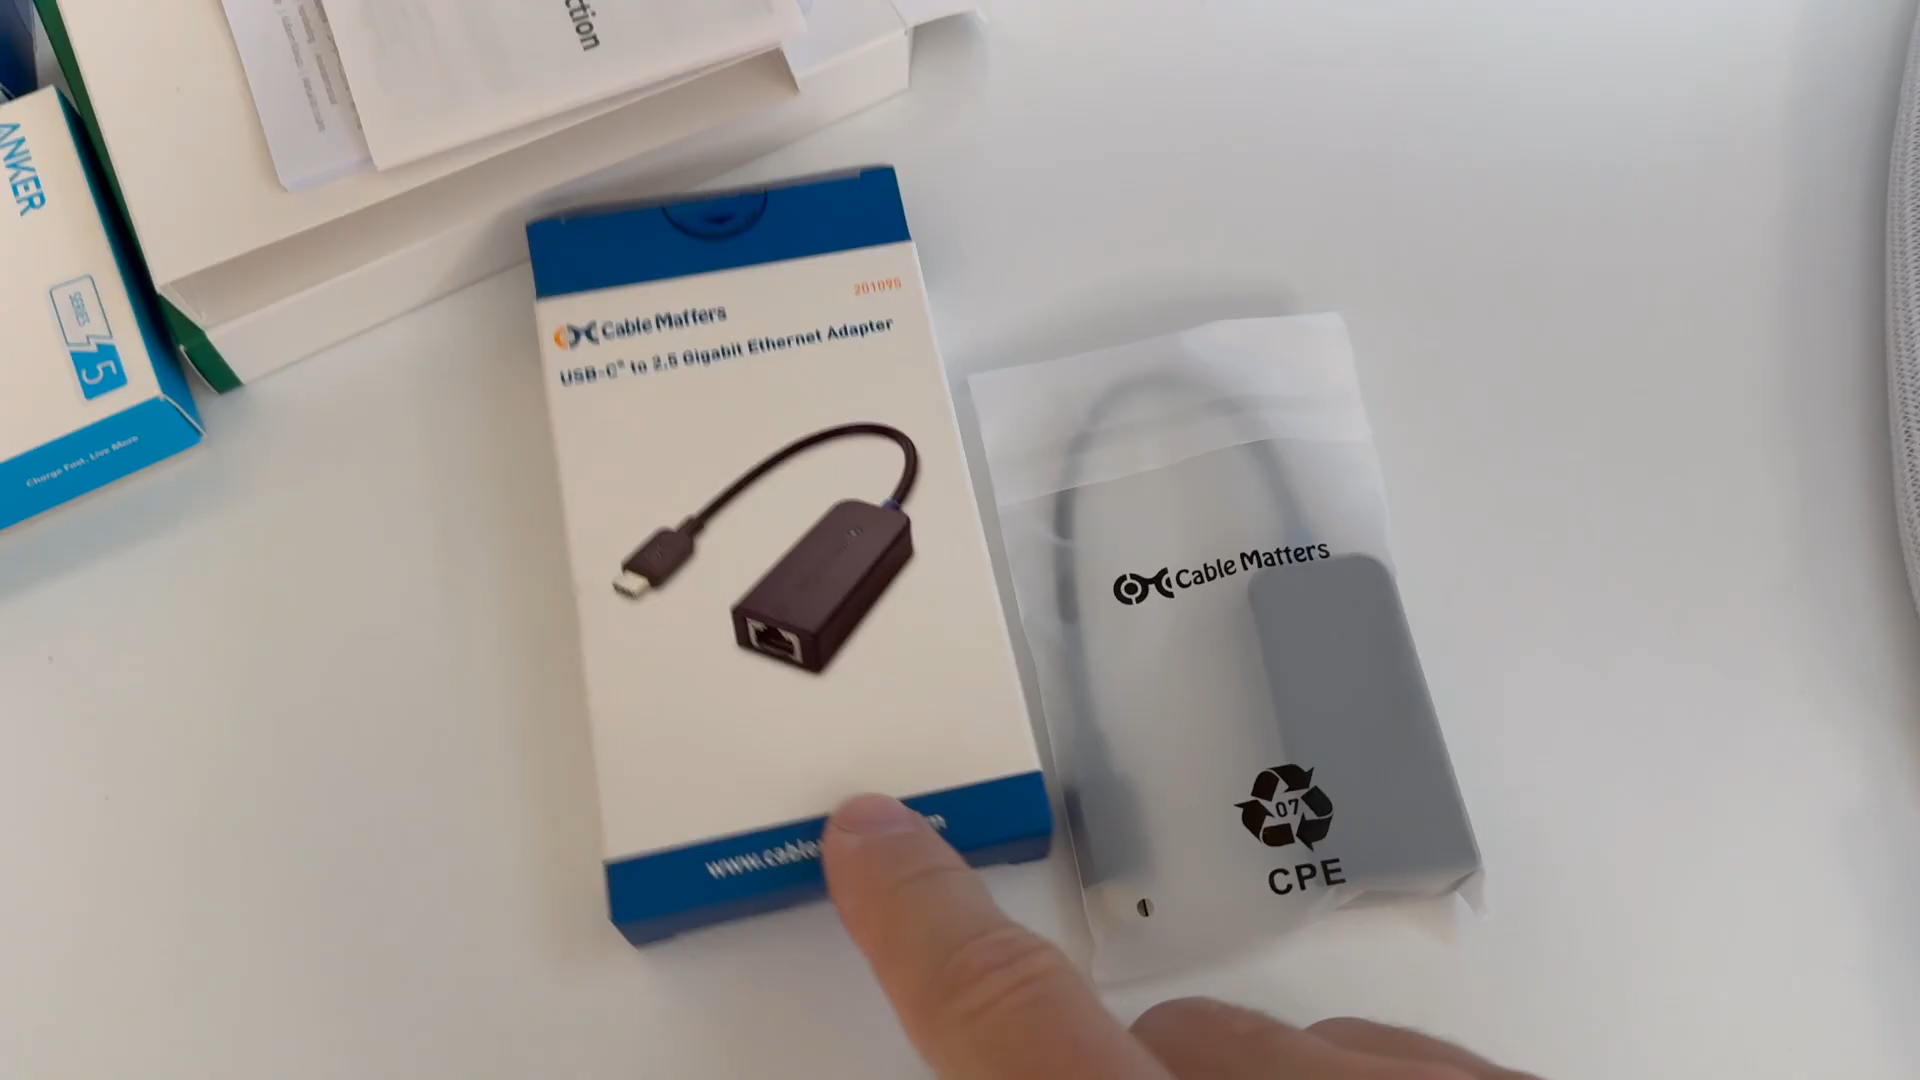 ction
ANKER
SERIES
5
Charge Fast, Live More
201095
Cable Matters
USB-C® to 2.5 Gigabit Ethernet Adapter
www.cable
Cable Matters
07
CPE